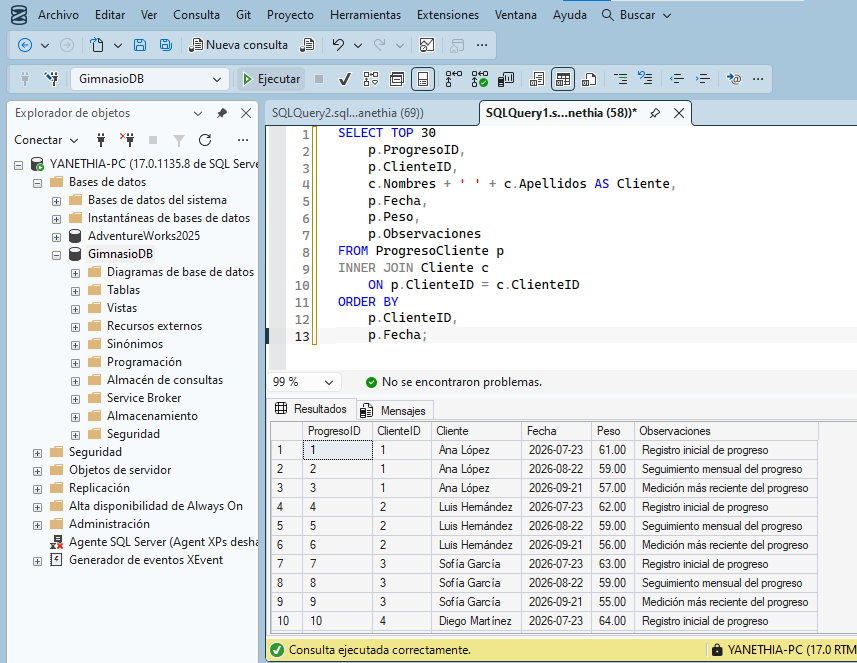 Archivo Editar Ver Consulta Git Proyecto Herramientas Extensiones Ventana Ayuda Buscar
Nueva consulta
GimnasioDB Ejecutar
Explorador de objetos
Conectar
YANETHIA-PC (17.0.1135.8 de SQL Serve
Bases de datos
Bases de datos del sistema
Instantáneas de bases de datos
AdventureWorks2025
GimnasioDB
Diagramas de base de datos
Tablas
Vistas
Recursos externos
Sinónimos
Programación
Almacén de consultas
Service Broker
Almacenamiento
Seguridad
Seguridad
Objetos de servidor
Replicación
Alta disponibilidad de Always On
Administración
Agente SQL Server (Agent XPs desha
Generador de eventos XEvent
SQLQuery2.sql...anethia (69)) SQLQuery1.s...nethia (58))*
1 SELECT TOP 30
2 p.ProgresoID,
3 p.ClienteID,
4 c.Nombres + ' ' + c.Apellidos AS Cliente,
5 p.Fecha,
6 p.Peso,
7 p.Observaciones
8 FROM ProgresoCliente p
9 INNER JOIN Cliente c
10 ON p.ClienteID = c.ClienteID
11 ORDER BY
12 p.ClienteID,
13 p.Fecha;
99 % No se encontraron problemas.
Resultados Mensajes
ProgresoID ClienteID Cliente Fecha Peso Observaciones
1 1 1 Ana López 2026-07-23 61.00 Registro inicial de progreso
2 2 1 Ana López 2026-08-22 59.00 Seguimiento mensual del progreso
3 3 1 Ana López 2026-09-21 57.00 Medición más reciente del progreso
4 4 2 Luis Hernández 2026-07-23 62.00 Registro inicial de progreso
5 5 2 Luis Hernández 2026-08-22 59.00 Seguimiento mensual del progreso
6 6 2 Luis Hernández 2026-09-21 56.00 Medición más reciente del progreso
7 7 3 Sofía García 2026-07-23 63.00 Registro inicial de progreso
8 8 3 Sofía García 2026-08-22 59.00 Seguimiento mensual del progreso
9 9 3 Sofía García 2026-09-21 55.00 Medición más reciente del progreso
10 10 4 Diego Martínez 2026-07-23 64.00 Registro inicial de progreso
Consulta ejecutada correctamente. YANETHIA-PC (17.0 RTM